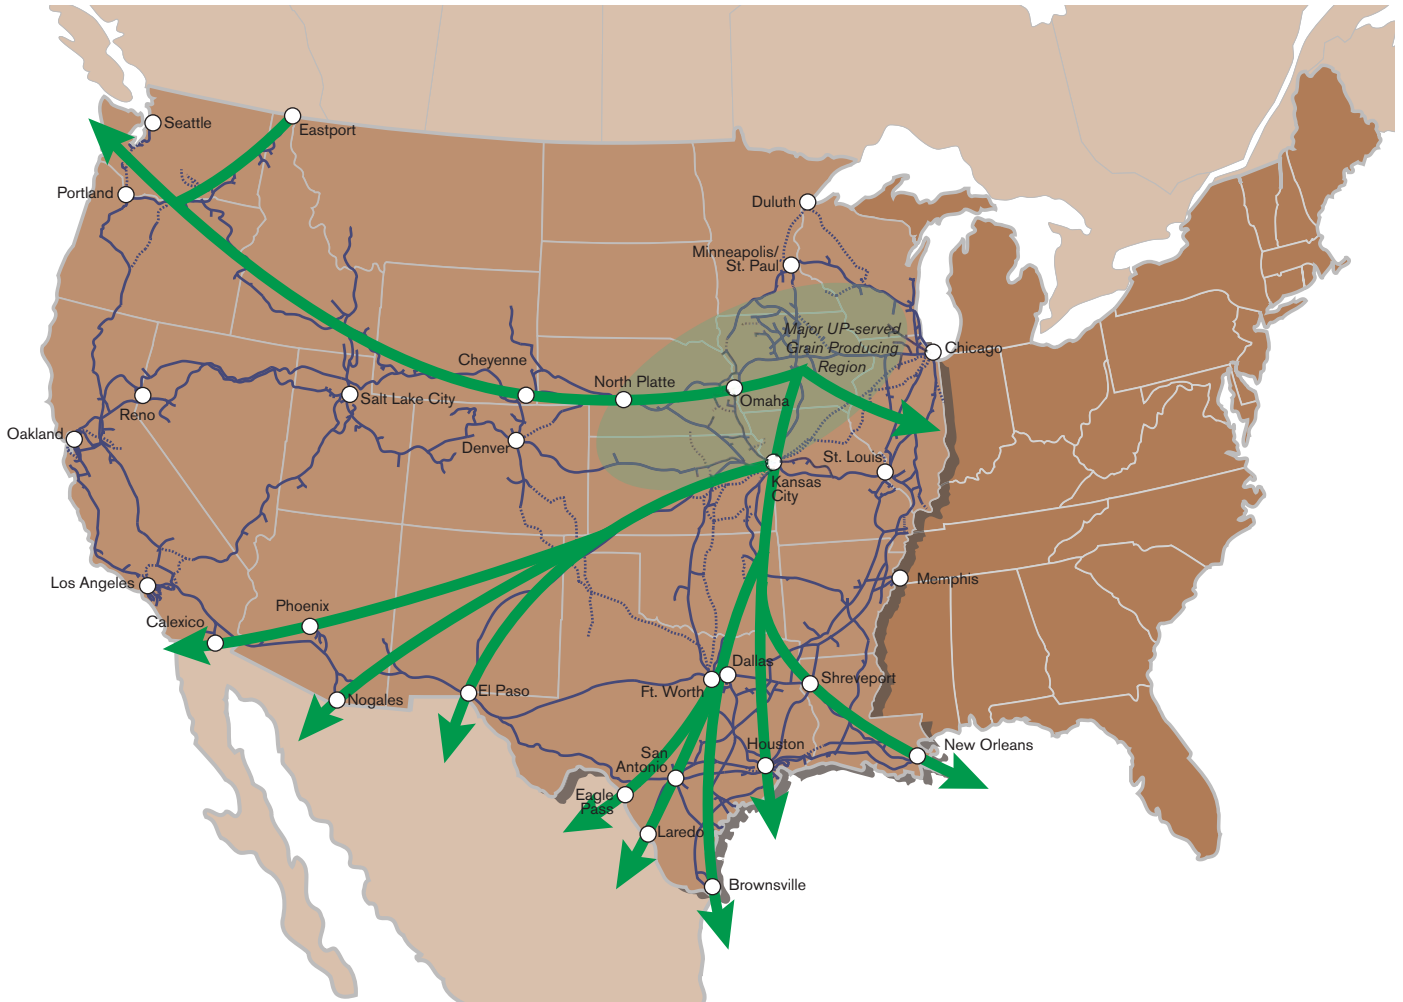 Seattle
Eastport
Portland
Duluth
Minneapolis/
St. Paul
Major UP-served
Grain Producing
Region
Chicago
Cheyenne
North Platte
Omaha
Reno
Salt Lake City
Oakland
Denver
St. Louis
Kansas
City
Los Angeles
Memphis
Phoenix
Calexico
Dallas
Shreveport
Ft. Worth
El Paso
Nogales
Houston
New Orleans
San
Antonio
Eagle
Pass
Laredo
Brownsville